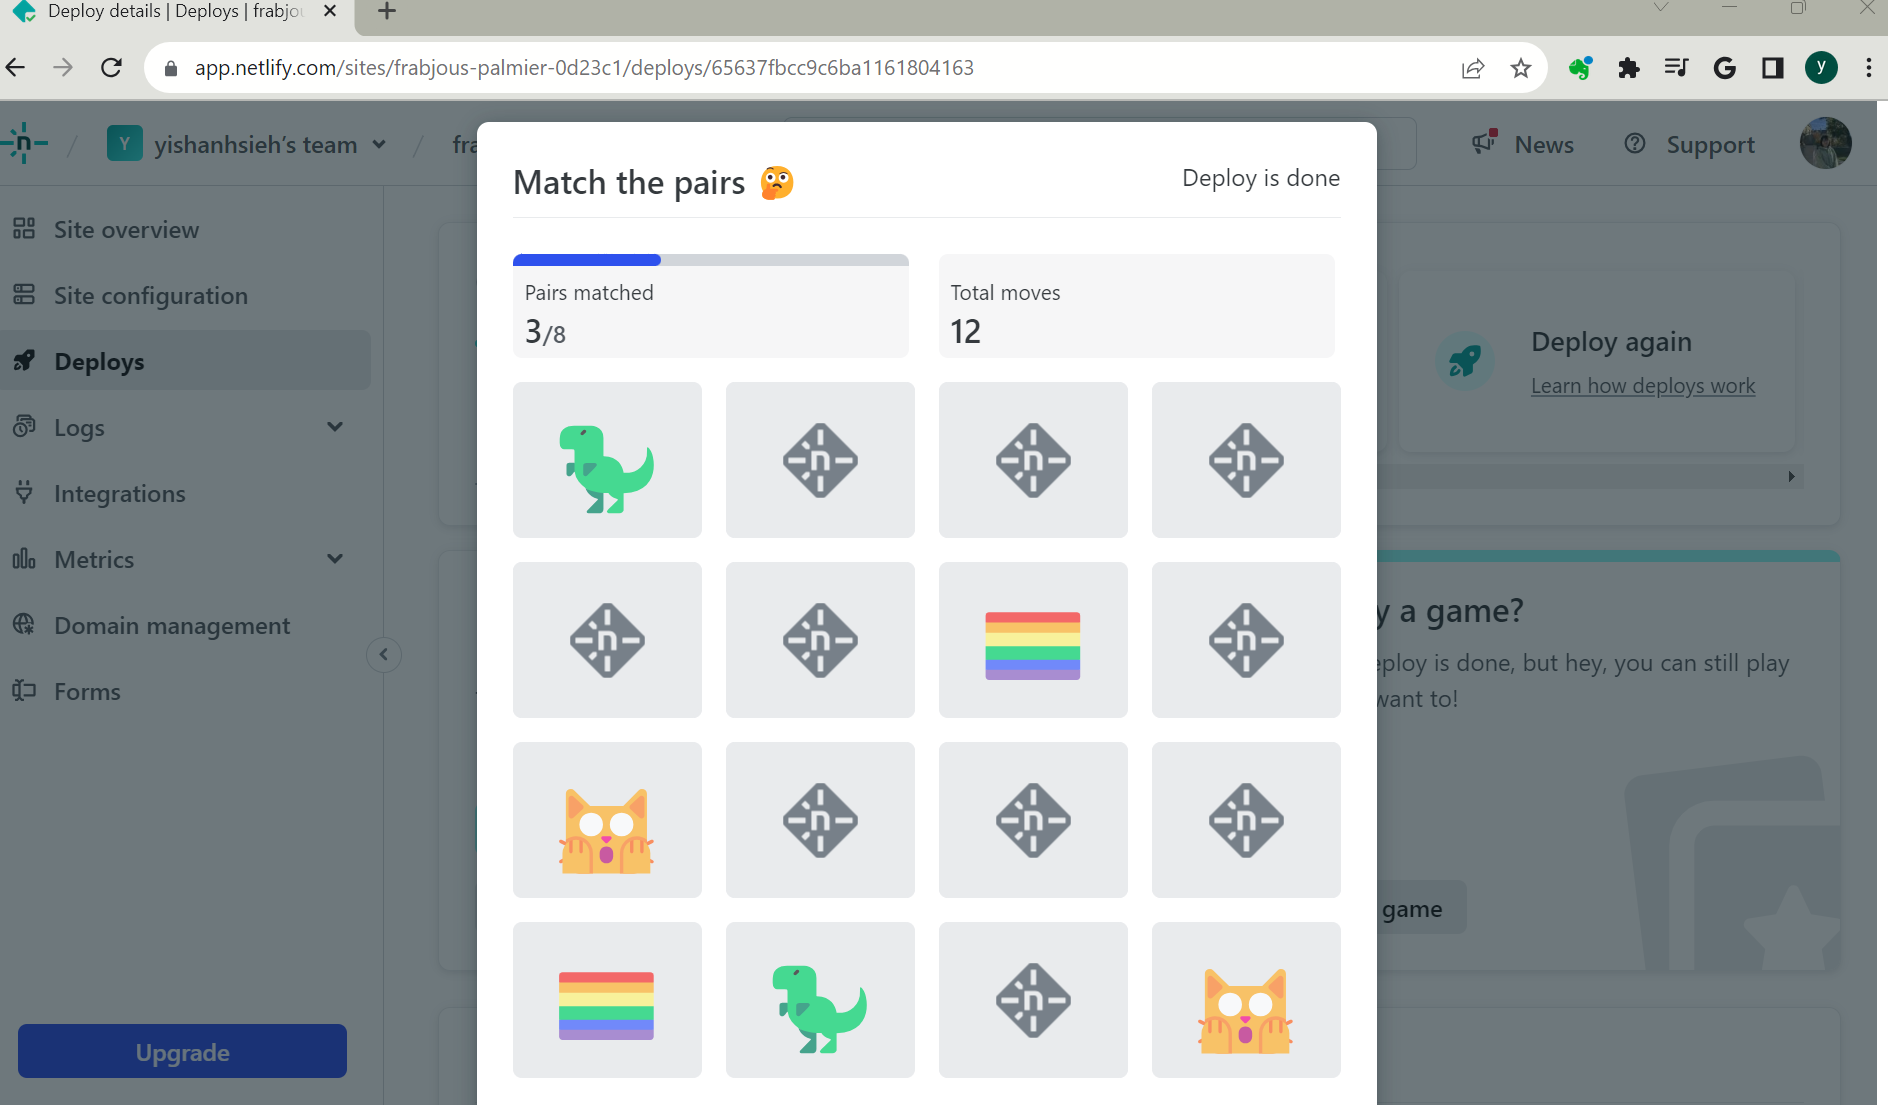 Deploy details | Deploys | frabjou
app.netlify.com/sites/frabjous-palmier-0d23c1/deploys/65637fbcc9c6ba1161804163
y
n / Y yishanhsieh's team / fra
News
Support
Match the pairs 🤔
Deploy is done
Site overview
Site configuration
Deploys
Logs
Integrations
Metrics
Domain management
Forms
Upgrade
Pairs matched
3/8
Total moves
12
n n n
n n n
n n n
n
Deploy again
Learn how deploys work
y a game?
eploy is done, but hey, you can still play
want to!
game